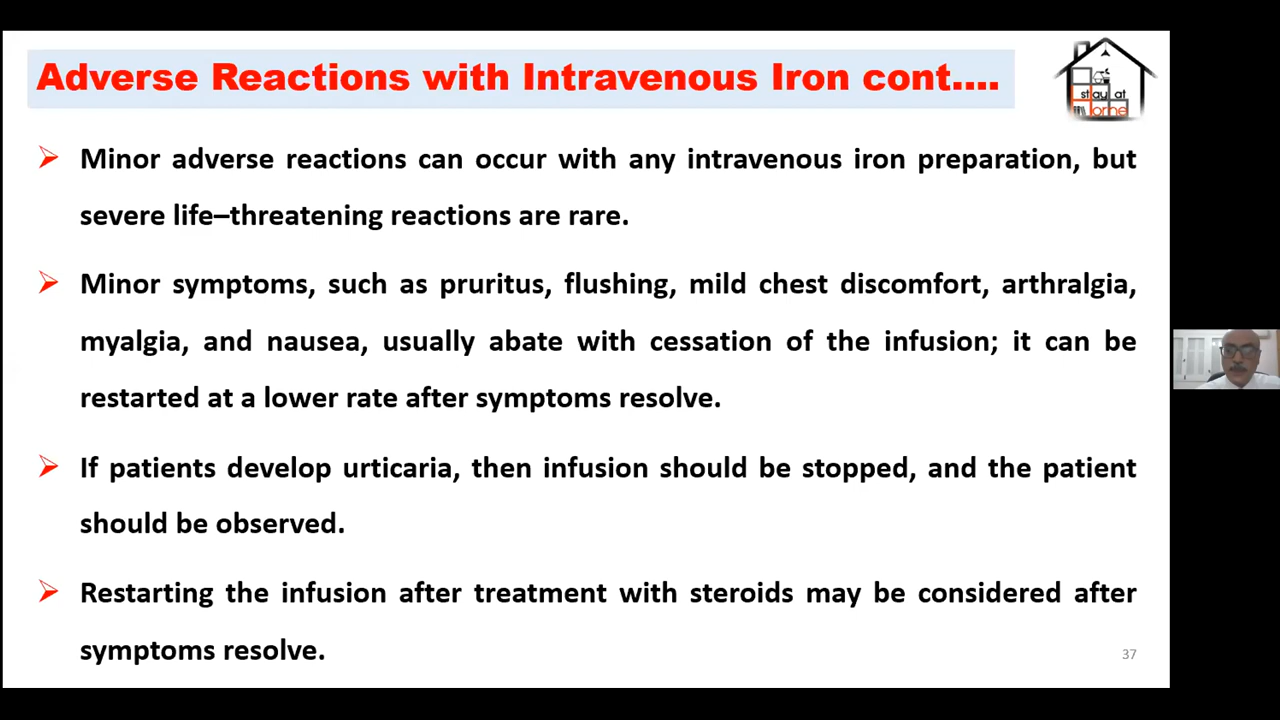 Adverse Reactions with Intravenous Iron cont....
stay at
Home
Minor adverse reactions can occur with any intravenous iron preparation, but
severe life–threatening reactions are rare.
Minor symptoms, such as pruritus, flushing, mild chest discomfort, arthralgia,
myalgia, and nausea, usually abate with cessation of the infusion; it can be
restarted at a lower rate after symptoms resolve.
If patients develop urticaria, then infusion should be stopped, and the patient
should be observed.
Restarting the infusion after treatment with steroids may be considered after
symptoms resolve.
37